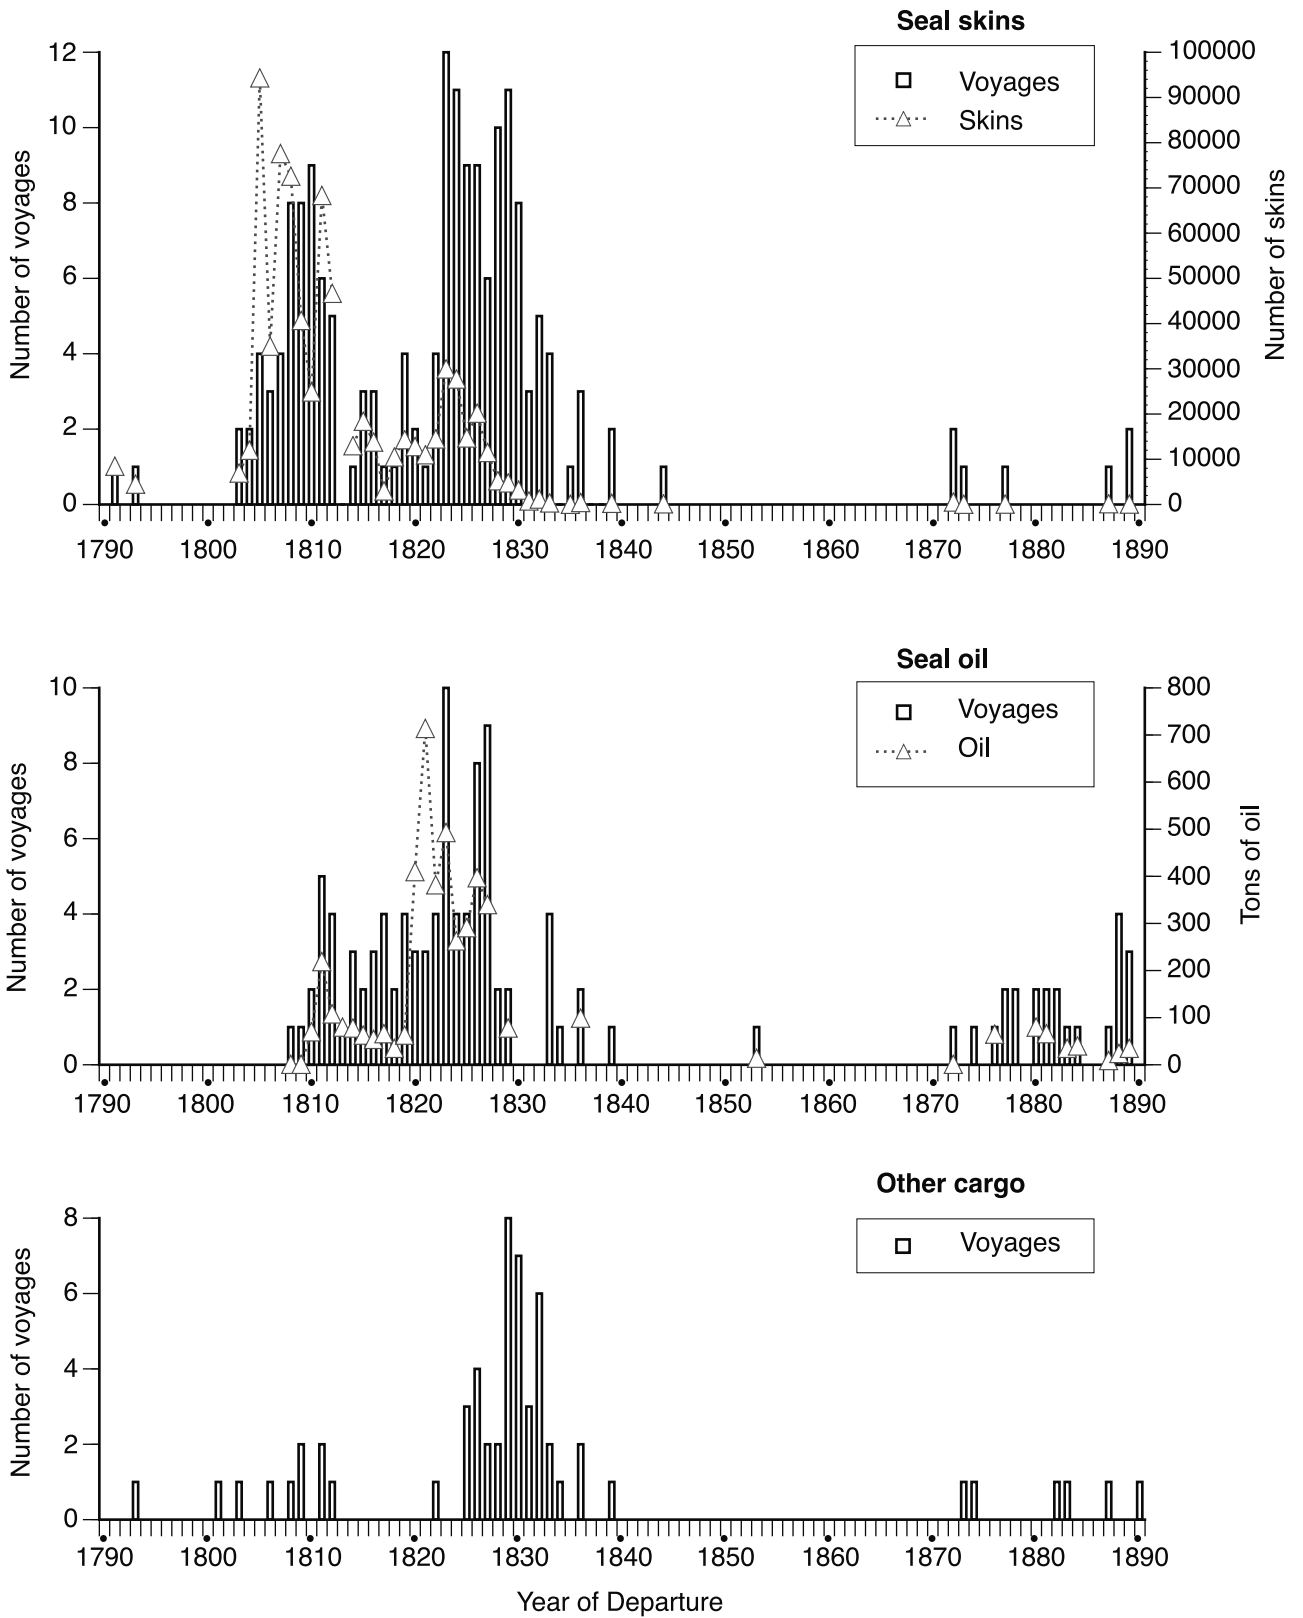 Seal skins
Voyages
Skins
Number of voyages
12
10
8
6
4
2
0
100000
90000
80000
70000
60000
50000
40000
30000
20000
10000
0
Number of skins
1790 1800 1810 1820 1830 1840 1850 1860 1870 1880 1890
Seal oil
Voyages
Oil
Number of voyages
10
8
6
4
2
0
800
700
600
500
400
300
200
100
0
Tons of oil
1790 1800 1810 1820 1830 1840 1850 1860 1870 1880 1890
Other cargo
Voyages
Number of voyages
8
6
4
2
0
1790 1800 1810 1820 1830 1840 1850 1860 1870 1880 1890
Year of Departure